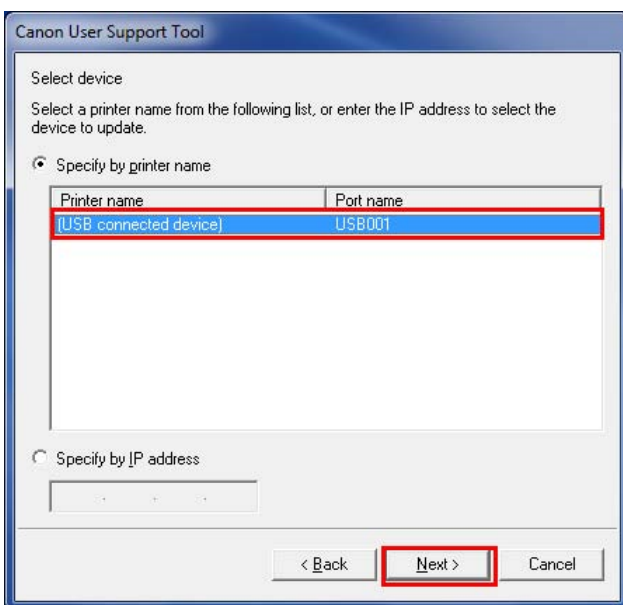 Canon User Support Tool
Select device
Select a printer name from the following list, or enter the IP address to select the
device to update.
Specify by printer name
Printer name Port name
(USB connected device) USB001
Specify by IP address
. . .
< Back Next > Cancel